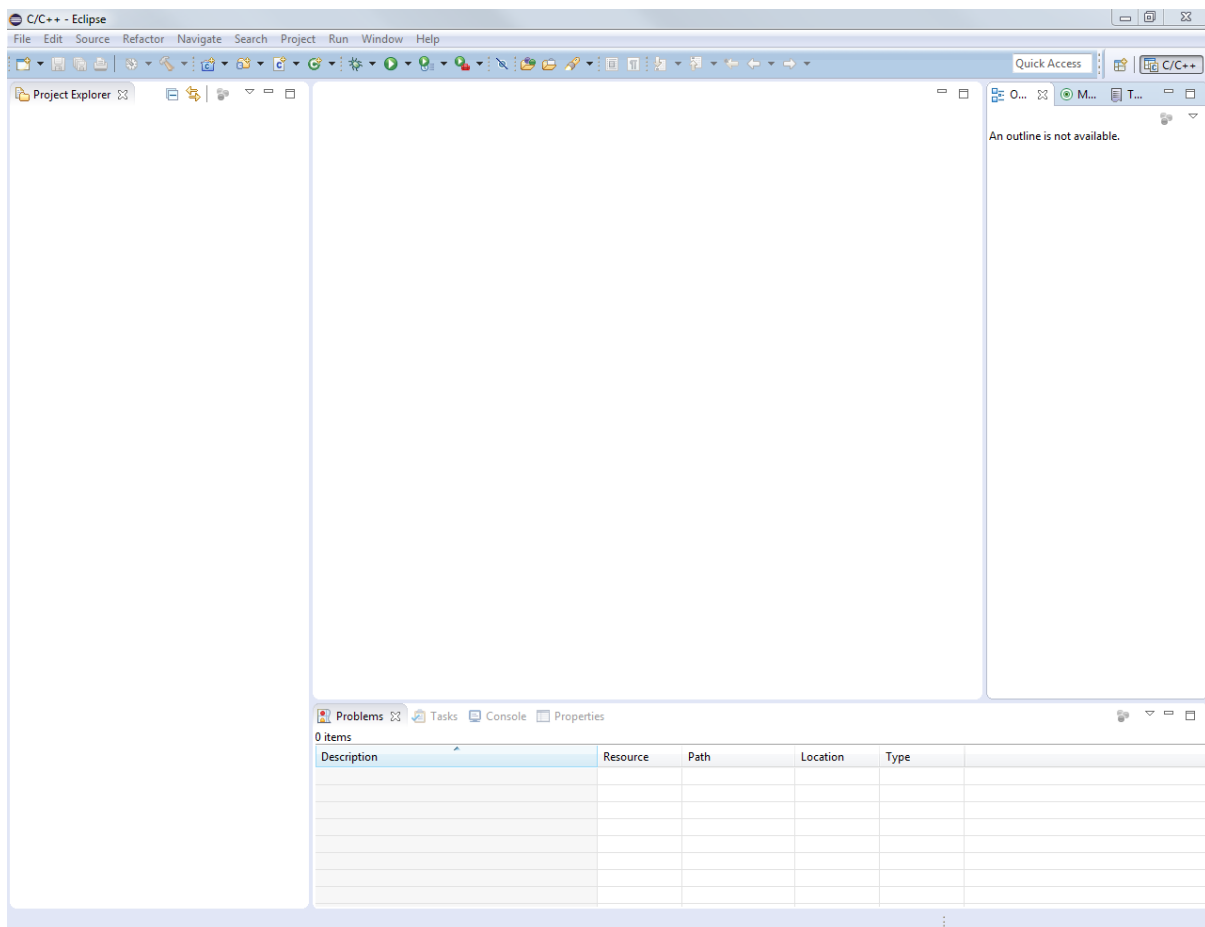 C/C++ - Eclipse
File Edit Source Refactor Navigate Search Project Run Window Help
Quick Access C/C++
Project Explorer O... M... T...
An outline is not available.
Problems Tasks Console Properties
0 items
Description Resource Path Location Type